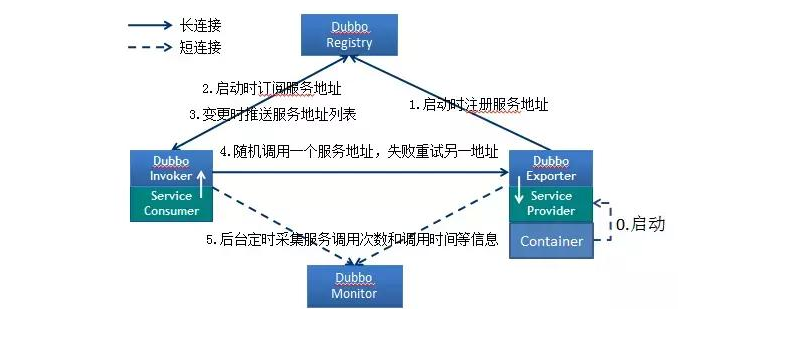 长连接
短连接
Dubbo
Registry
2.启动时订阅服务地址
3.变更时推送服务地址列表
1.启动时注册服务地址
4.随机调用一个服务地址，失败重试另一地址
Dubbo
Invoker
Service
Consumer
Dubbo
Exporter
Service
Provider
Container
0.启动
5.后台定时采集服务调用次数和调用时间等信息
Dubbo
Monitor